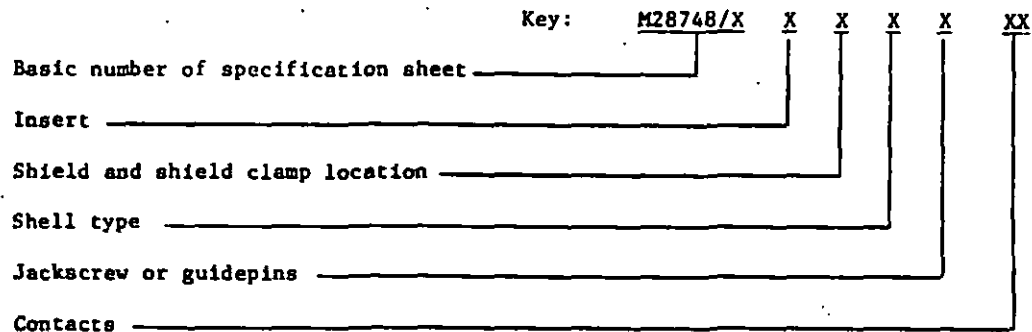 Key: M28748/X X X X X XX
Basic number of specification sheet
Insert
Shield and shield clamp location
Shell type
Jackscrew or guidepins
Contacts